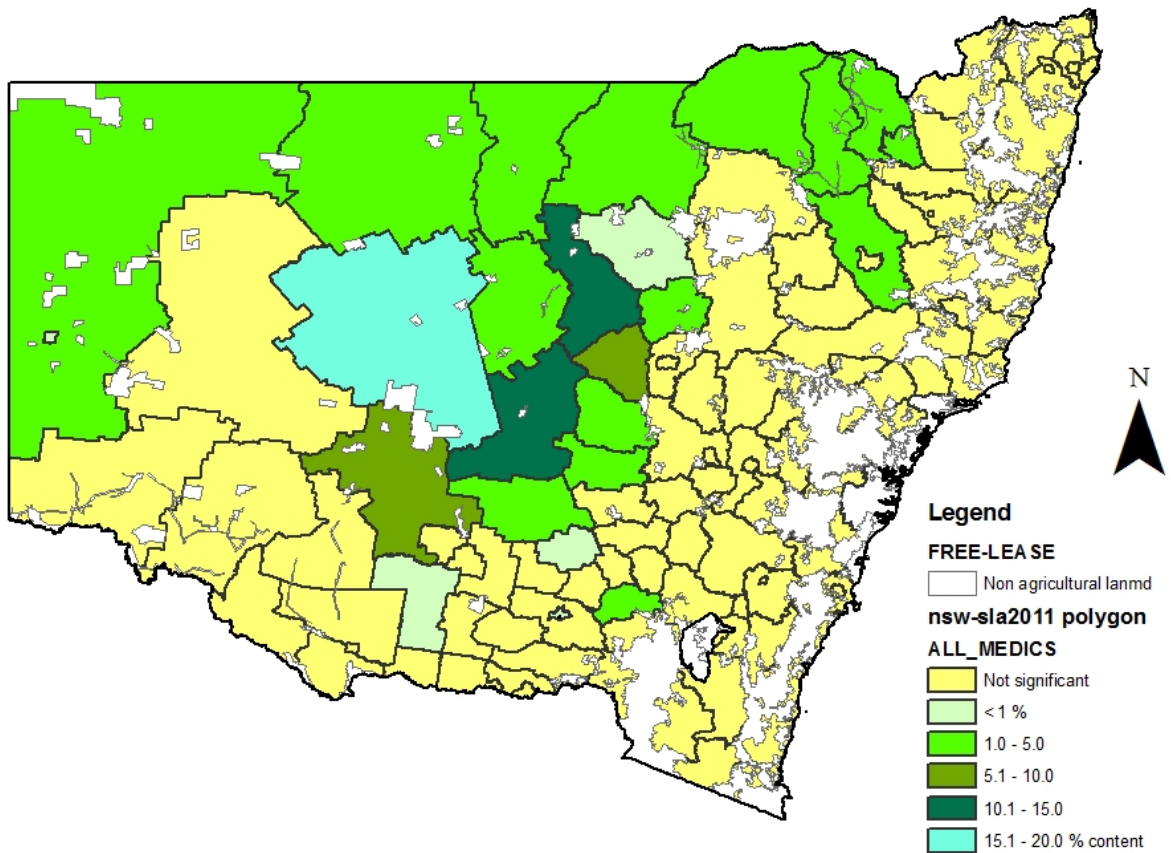 N
Legend
FREE-LEASE
Non agricultural lanmd
nsw-sla2011 polygon
ALL_MEDICS
Not significant
< 1 %
1.0 - 5.0
5.1 - 10.0
10.1 - 15.0
15.1 - 20.0 % content